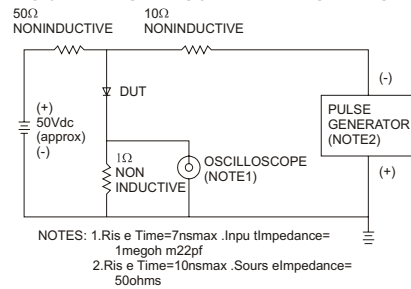 50Ω
NONINDUCTIVE
10Ω
NONINDUCTIVE
DUT
(+)
50Vdc
(approx)
(-)
1Ω
NON
INDUCTIVE
OSCILLOSCOPE
(NOTE1)
(-)
PULSE
GENERATOR
(NOTE2)
(+)
NOTES: 1.Ris e Time=7nsmax .Inpu tImpedance=
1megoh m22pf
2.Ris e Time=10nsmax .Sours eImpedance=
50ohms